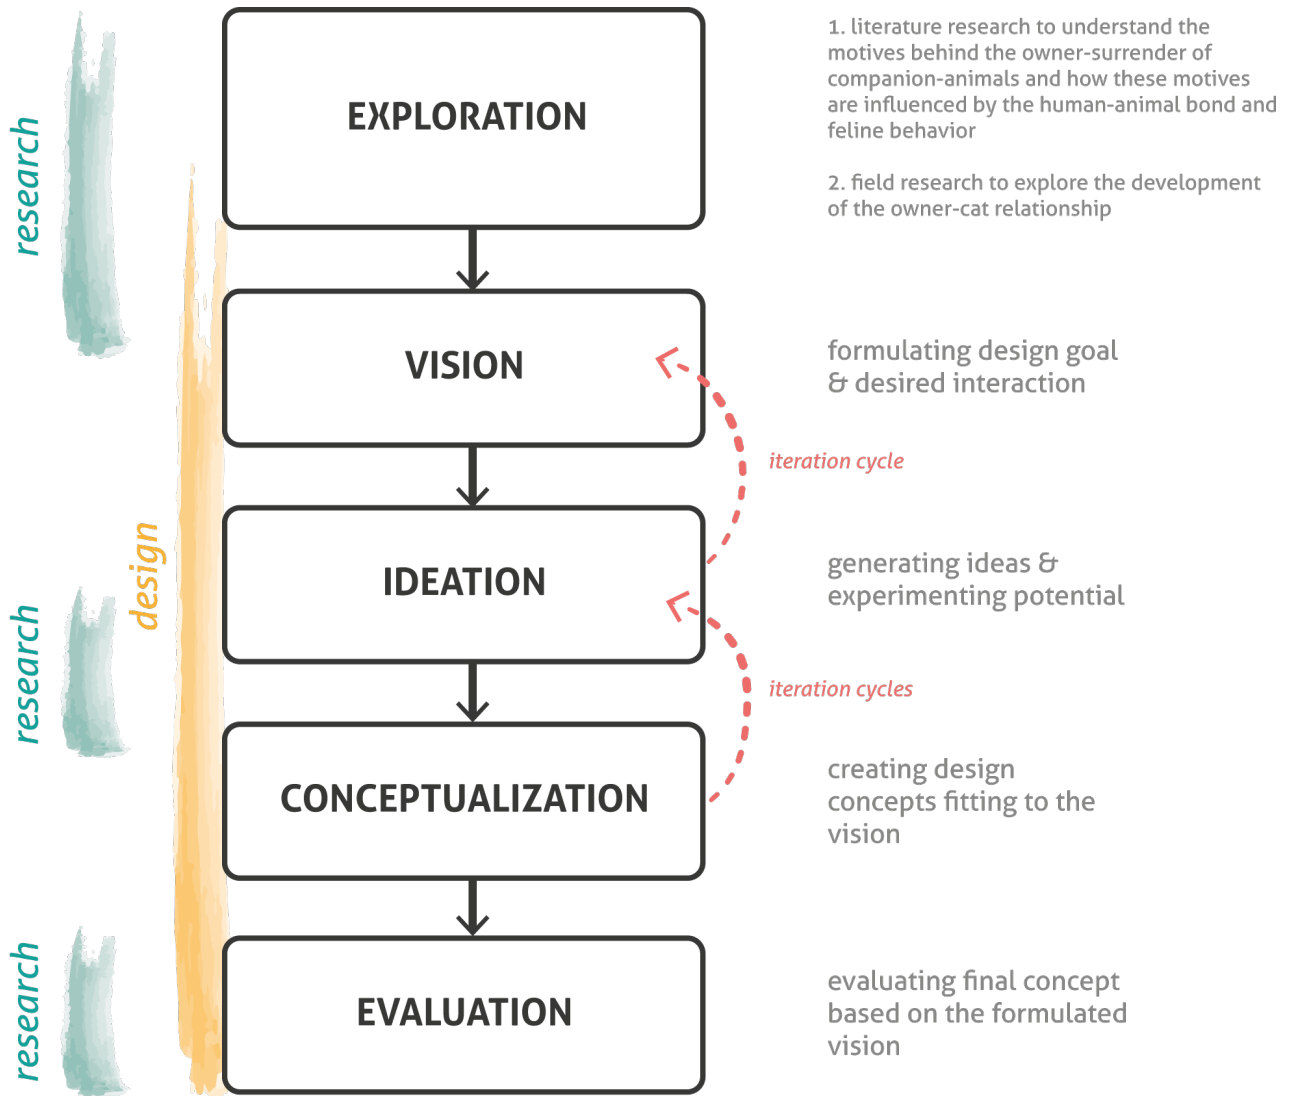 research
EXPLORATION
1. literature research to understand the
motives behind the owner-surrender of
companion-animals and how these motives
are influenced by the human-animal bond and
feline behavior
2. field research to explore the development
of the owner-cat relationship
VISION
formulating design goal
& desired interaction
iteration cycle
design
research
IDEATION
generating ideas &
experimenting potential
iteration cycles
CONCEPTUALIZATION
creating design
concepts fitting to the
vision
research
EVALUATION
evaluating final concept
based on the formulated
vision